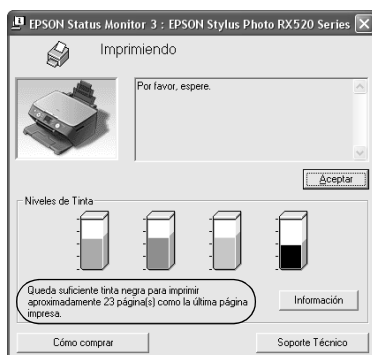 EPSON Status Monitor 3 : EPSON Stylus Photo RX520 Series
Imprimiendo
Por favor, espere.
Aceptar
Niveles de Tinta
Queda suficiente tinta negra para imprimir
aproximadamente 23 página(s) como la última página
impresa.
Información
Cómo comprar
Soporte Técnico